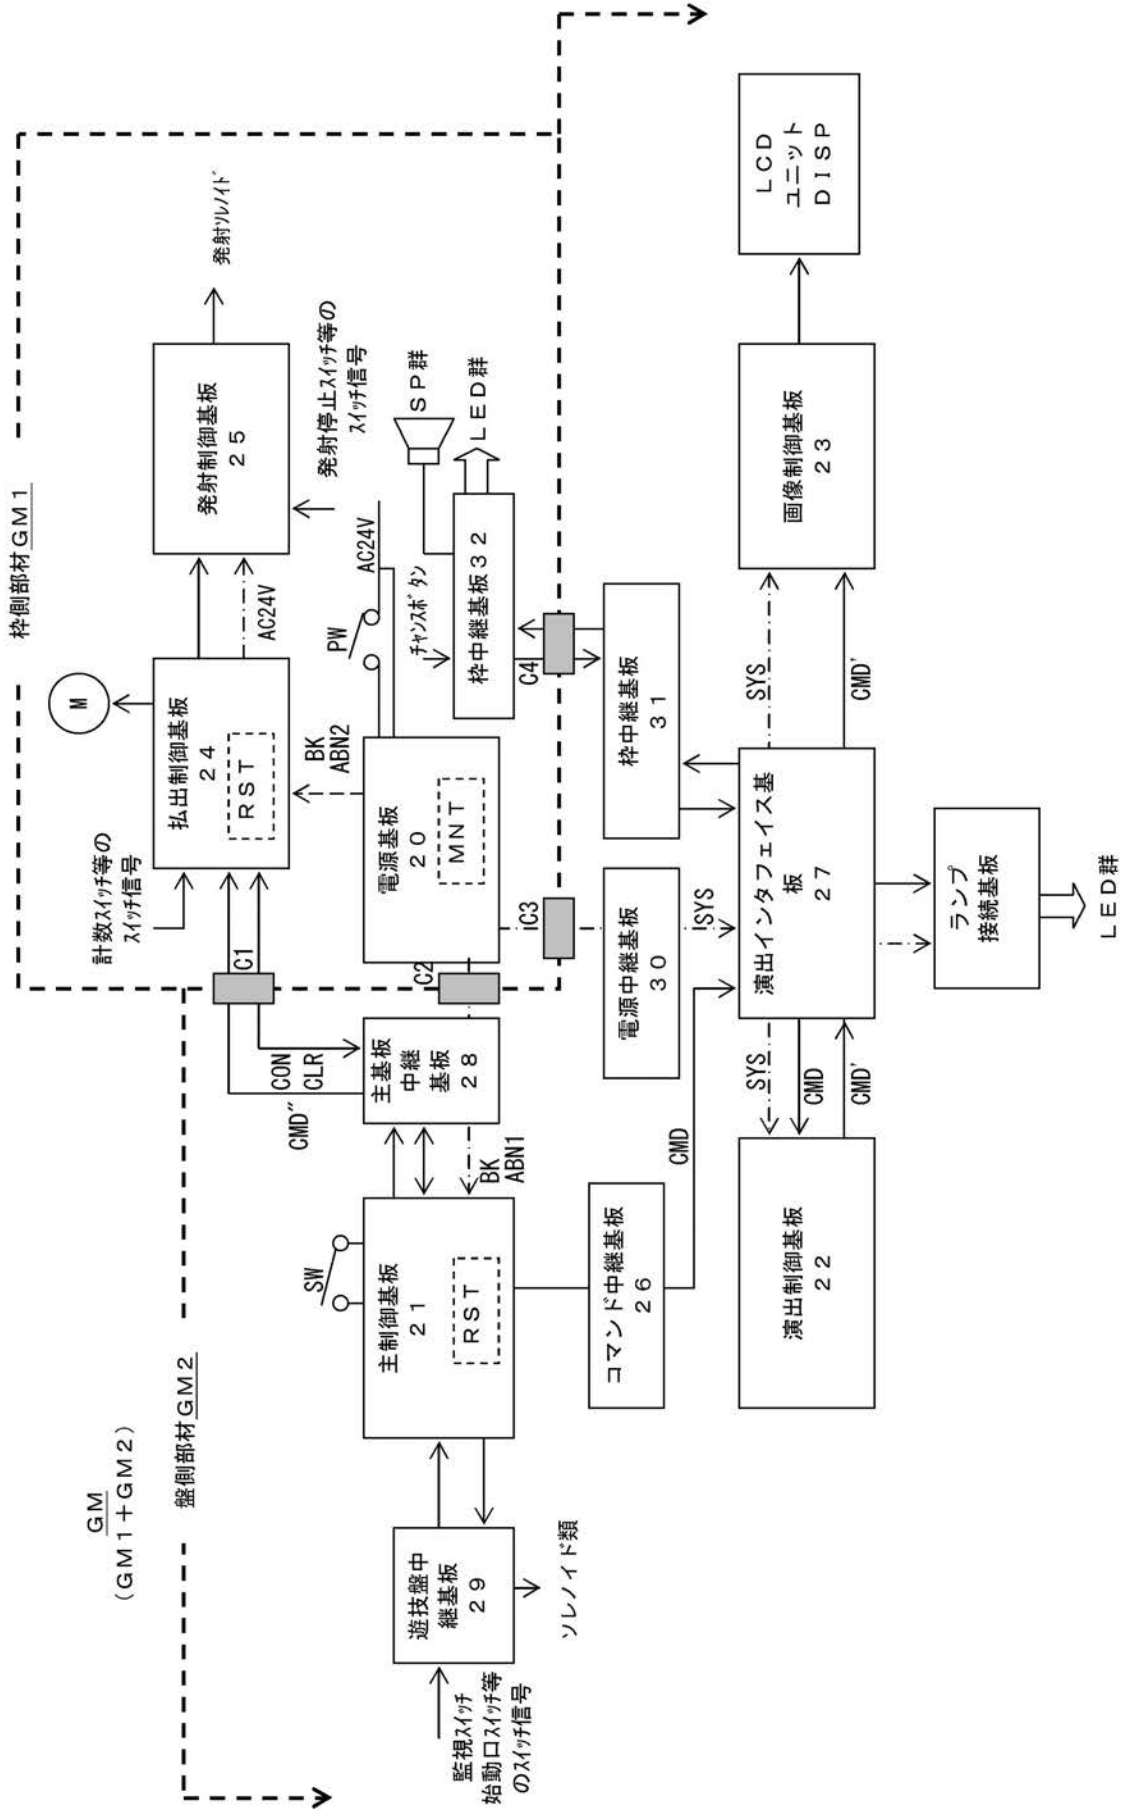 GM
(GM1+GM2)
枠側部材GM1
盤側部材GM2
計数スイッチ等の
スイッチ信号
M
払出制御基板
24
RST
AC24V
発射制御基板
25
発射ソレノイド
発射停止スイッチ等の
スイッチ信号
C1
CON
CLR
CMD”
BK
ABN2
PW
AC24V
電源基板
20
MNT
C2
C3
チャンスボタン
枠中継基板32
SP群
LED群
C4
主基板
中継
基板
28
BK
ABN1
SW
主制御基板
21
RST
遊技盤中
継基板
29
監視スイッチ
始動口スイッチ等
のスイッチ信号
ソレノイド類
コマンド中継基板
26
CMD
電源中継基板
30
SYS
枠中継基板
31
演出制御基板
22
SYS
CMD
CMD'
演出インタフェイス基
板
27
SYS
CMD'
画像制御基板
23
LCD
ユニット
DISP
ランプ
接続基板
LED群